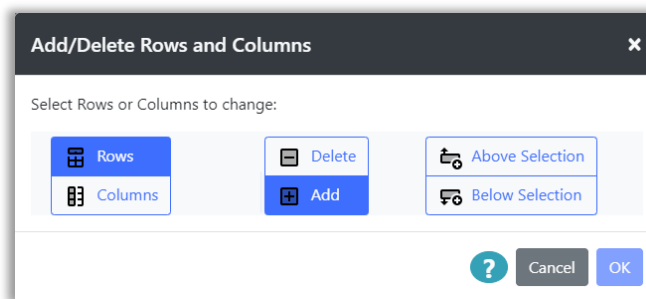 Add/Delete Rows and Columns
Select Rows or Columns to change:
Rows
Columns
Delete
Add
Above Selection
Below Selection
? Cancel OK